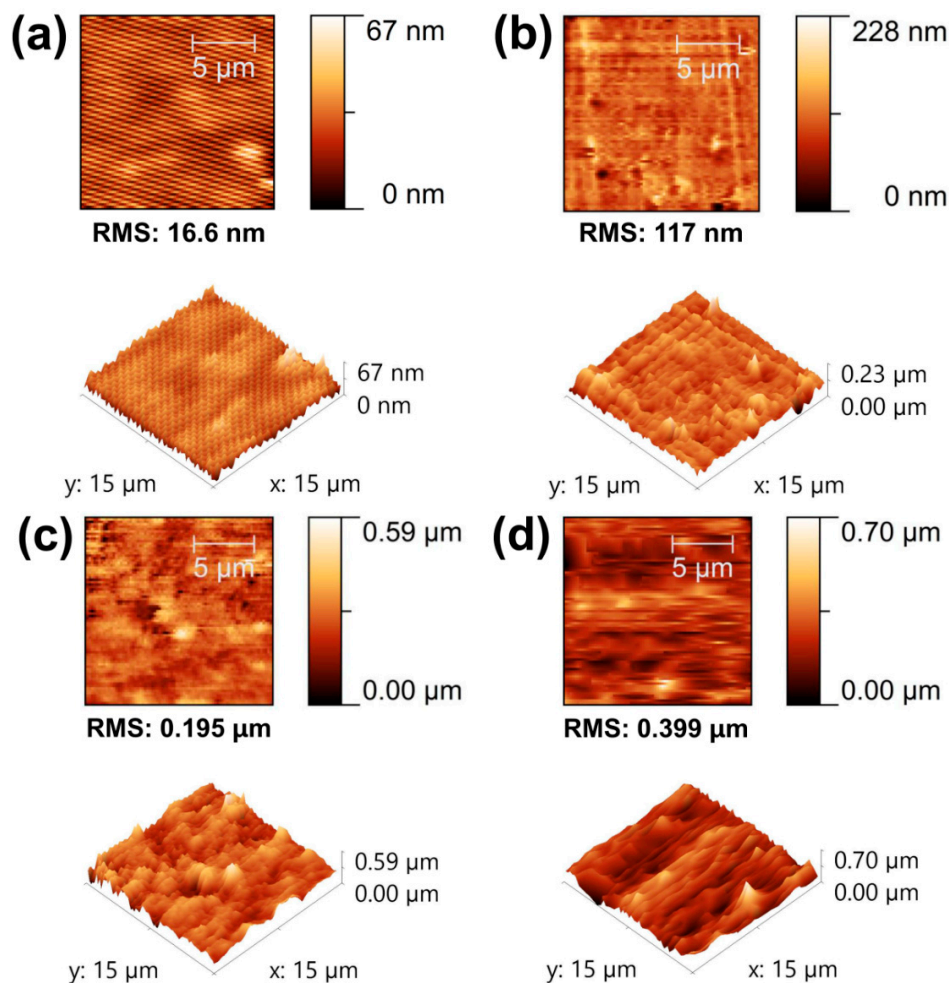 (a)
5 µm
67 nm
0 nm
RMS: 16.6 nm
67 nm
0 nm
y: 15 µm
x: 15 µm
(b)
5 µm
228 nm
0 nm
RMS: 117 nm
0.23 µm
0.00 µm
y: 15 µm
x: 15 µm
(c)
5 µm
0.59 µm
0.00 µm
RMS: 0.195 µm
0.59 µm
0.00 µm
y: 15 µm
x: 15 µm
(d)
5 µm
0.70 µm
0.00 µm
RMS: 0.399 µm
0.70 µm
0.00 µm
y: 15 µm
x: 15 µm